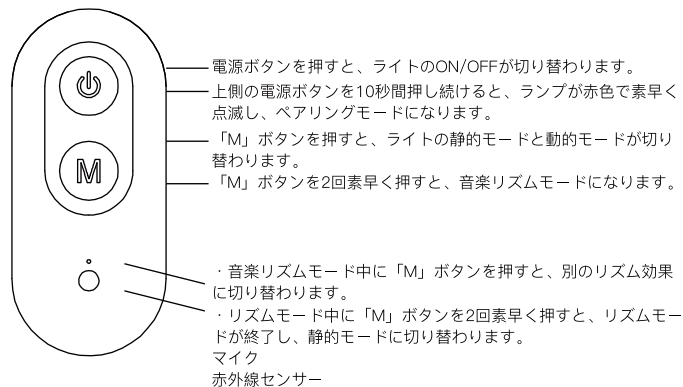 電源ボタンを押すと、ライトのON/OFFが切り替わります。
上側の電源ボタンを10秒間押し続けると、ランプが赤色で素早く
点滅し、ペアリングモードになります。
「M」ボタンを押すと、ライトの静的モードと動的モードが切り
替わります。
M
「M」ボタンを2回素早く押すと、音楽リズムモードになります。
・音楽リズムモード中に「M」ボタンを押すと、別のリズム効果
に切り替わります。
・リズムモード中に「M」ボタンを2回素早く押すと、リズムモー
ドが終了し、静的モードに切り替わります。
マイク
赤外線センサー